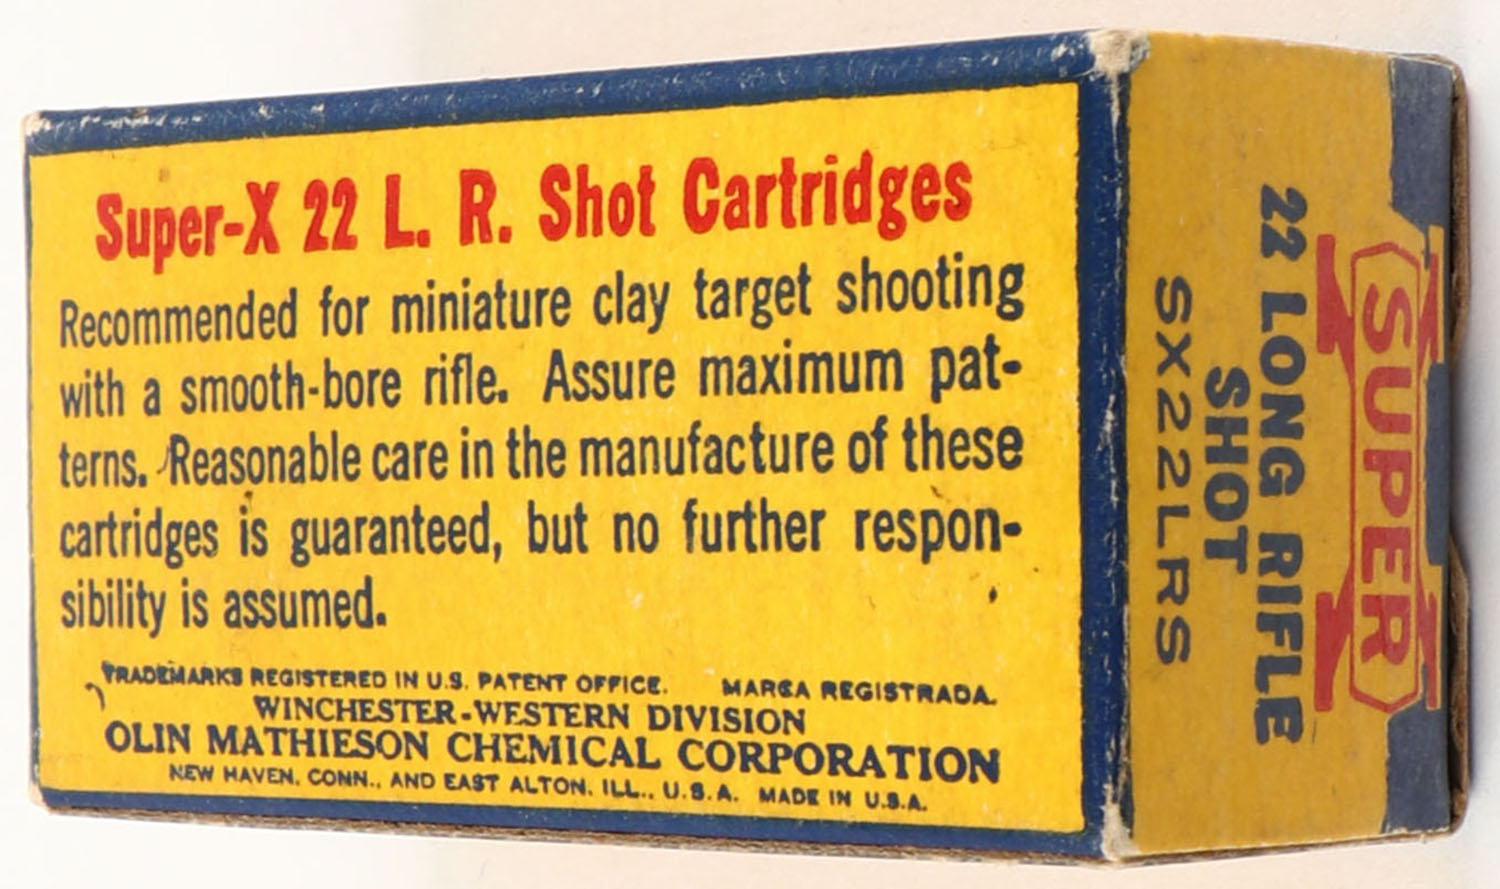 Super-X 22 L. R. Shot Cartridges
Recommended for miniature clay target shooting
with a smooth-bore rifle. Assure maximum pat-
terns. Reasonable care in the manufacture of these
cartridges is guaranteed, but no further respon-
sibility is assumed.
TRADEMARKS REGISTERED IN U.S. PATENT OFFICE. MARCA REGISTRADA.
WINCHESTER-WESTERN DIVISION
OLIN MATHIESON CHEMICAL CORPORATION
NEW HAVEN, CONN., AND EAST ALTON, ILL., U.S.A. MADE IN U.S.A.
SUPER X
22 LONG RIFLE
SHOT
SX22LRS